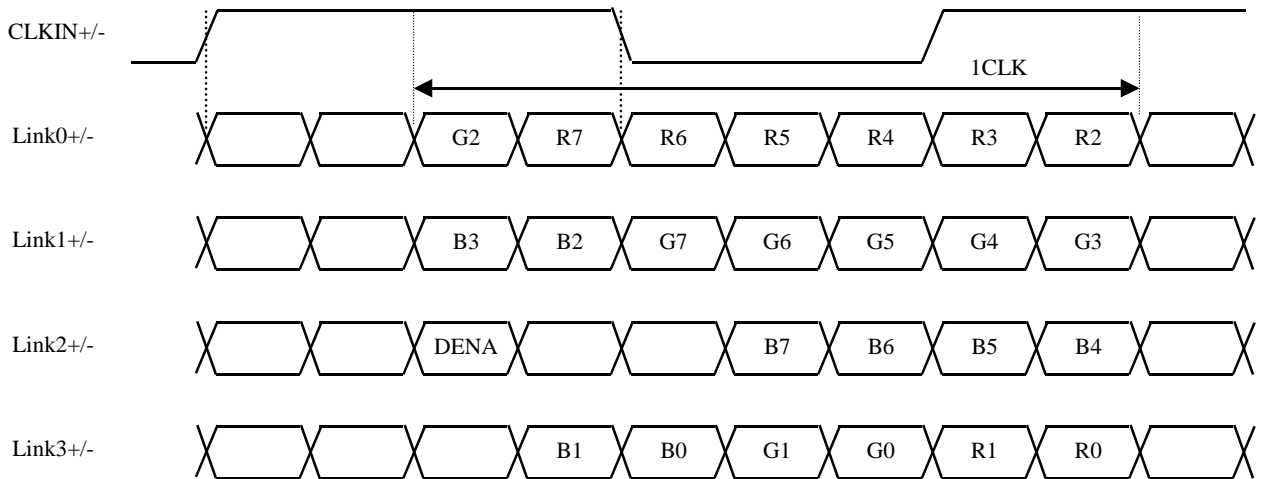 CLKIN+/-
1CLK
Link0+/- G2 R7 R6 R5 R4 R3 R2
Link1+/- B3 B2 G7 G6 G5 G4 G3
Link2+/- DENA B7 B6 B5 B4
Link3+/- B1 B0 G1 G0 R1 R0